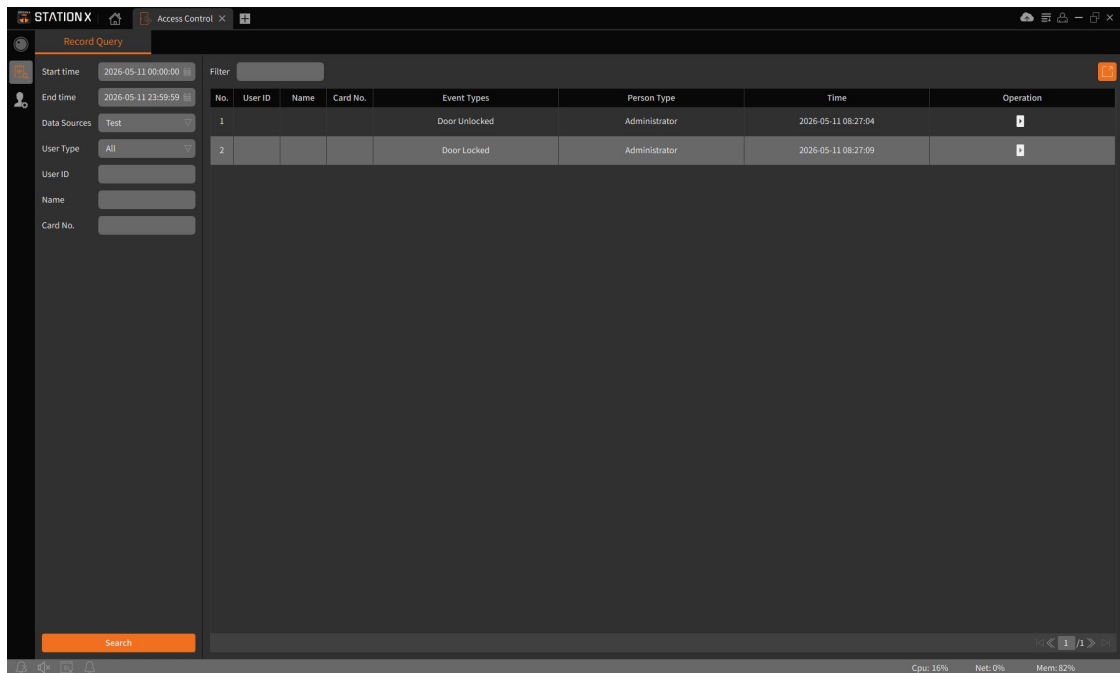 STATION X
Access Control
Record Query
Start time 2026-05-11 00:00:00
End time 2026-05-11 23:59:59
Data Sources Test
User Type All
User ID
Name
Card No.
Search
Filter
No. User ID Name Card No. Event Types Person Type Time Operation
1 Door Unlocked Administrator 2026-05-11 08:27:04
2 Door Locked Administrator 2026-05-11 08:27:09
1 /1
Cpu: 16% Net: 0% Mem: 82%